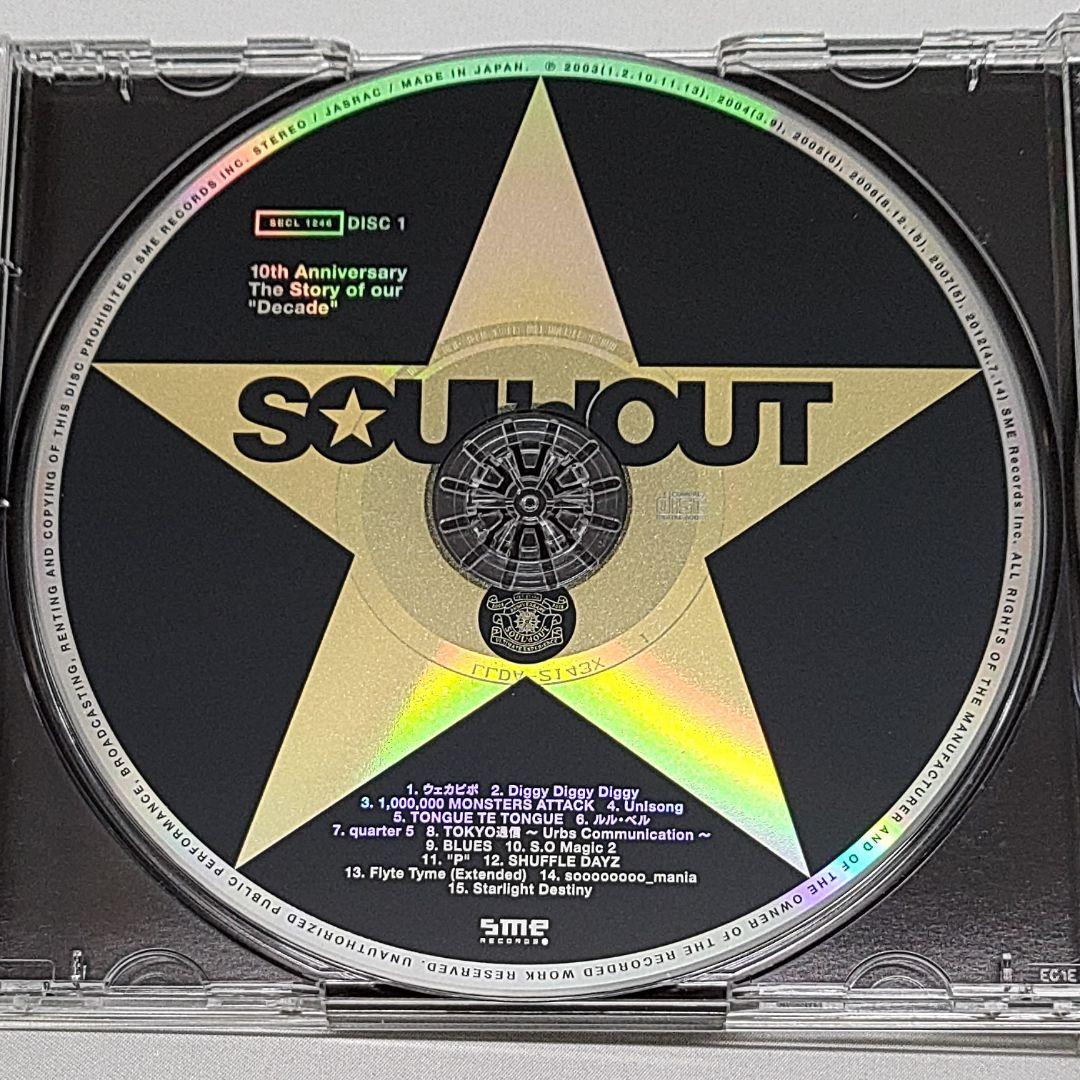 SME RECORDS INC. STEREO / JASRAC / MADE IN JAPAN. ℗ 2003(1.2.10.11.13), 2004(3.9), 2005(6), 2006(8.12.15), 2007(5), 2012(4.7.14) SME Records Inc. ALL RIGHTS OF THE MANUFACTURER AND OF THE OWNER OF THE RECORDED WORK RESERVED. UNAUTHORIZED PUBLIC PERFORMANCE, BROADCASTING, RENTING AND COPYING OF THIS DISC PROHIBITED.
SECL 1246 DISC 1
10th Anniversary
The Story of our
"Decade"
SOUL'd OUT
COMPACT
disc
DIGITAL AUDIO
SOUL'd OUT
1. ウェカピポ 2. Diggy Diggy Diggy
3. 1,000,000 MONSTERS ATTACK 4. UnIsong
5. TONGUE TE TONGUE 6. ルル・ベル
7. quarter 5 8. TOKYO通信 ～ Urbs Communication ～
9. BLUES 10. S.O Magic 2
11. "P" 12. SHUFFLE DAYZ
13. Flyte Tyme (Extended) 14. soooooooo_mania
15. Starlight Destiny
sme
RECORDS